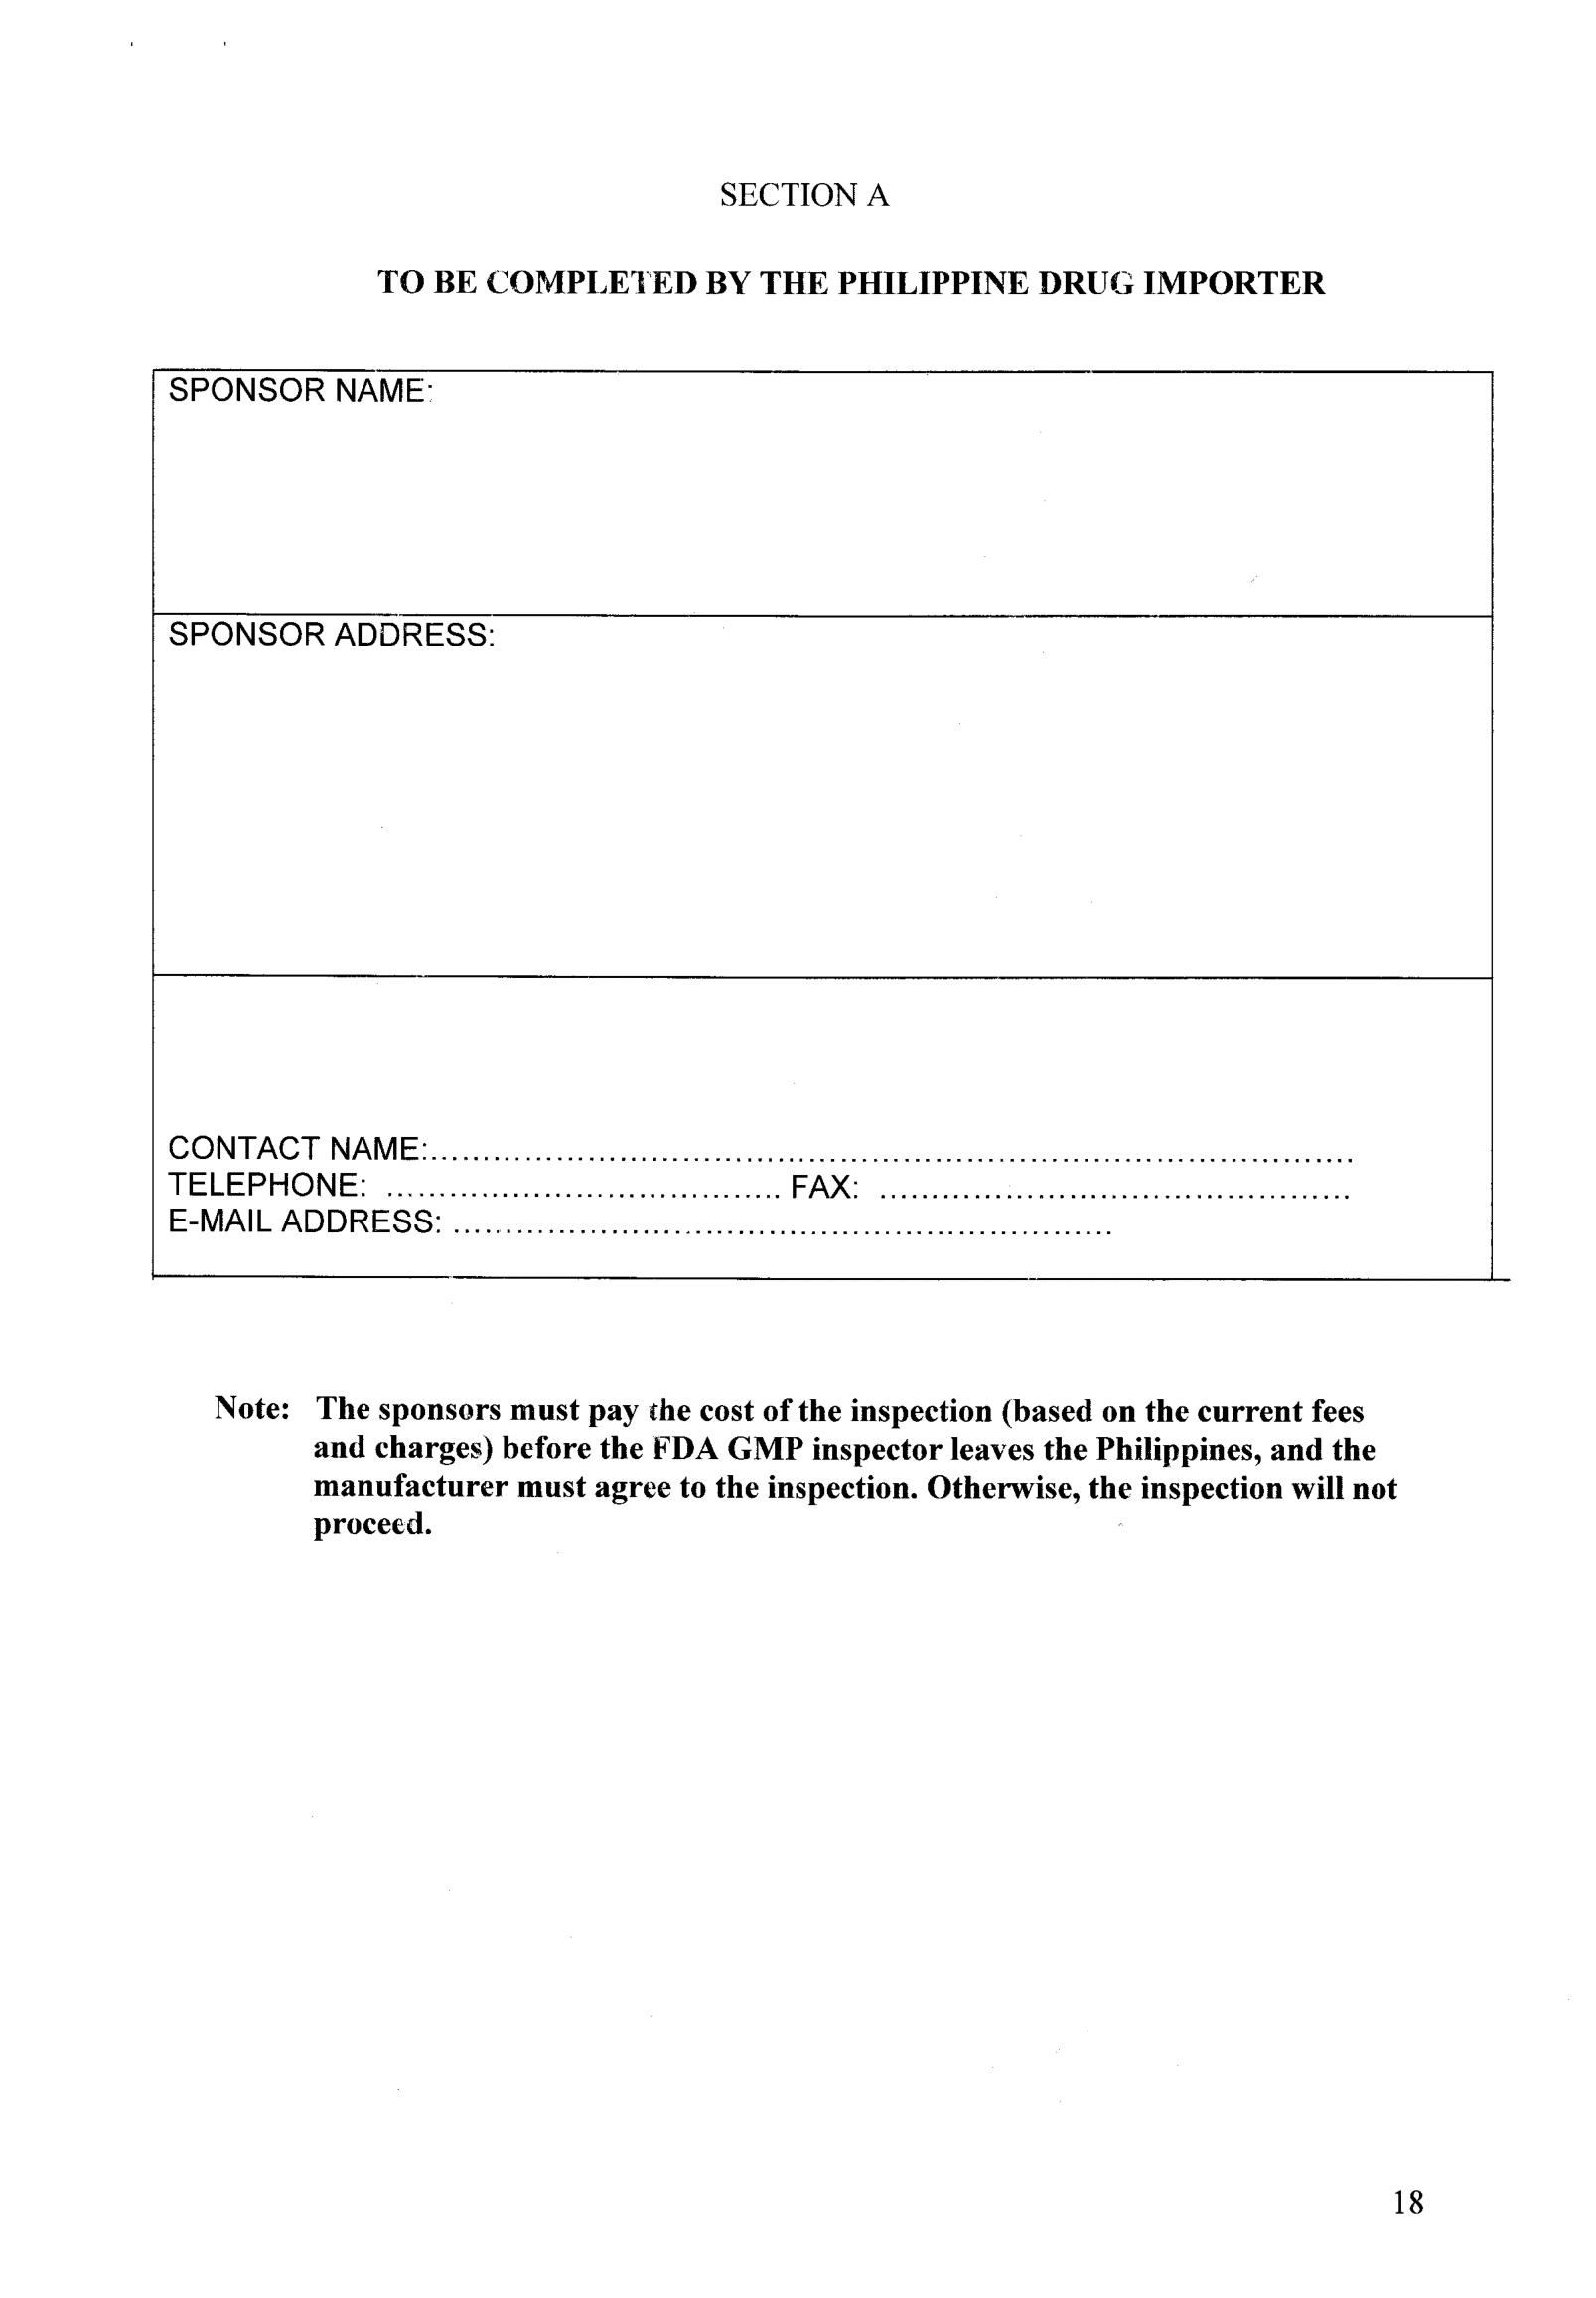 SECTION A
TO BE COMPLETED BY THE PHILIPPINE DRUG IMPORTER
SPONSOR NAME:
SPONSOR ADDRESS:
CONTACT NAME:................................................................................................
TELEPHONE: ...................................... FAX: .............................................
E-MAIL ADDRESS: ................................................................
Note: The sponsors must pay the cost of the inspection (based on the current fees
and charges) before the FDA GMP inspector leaves the Philippines, and the
manufacturer must agree to the inspection. Otherwise, the inspection will not
proceed.
18